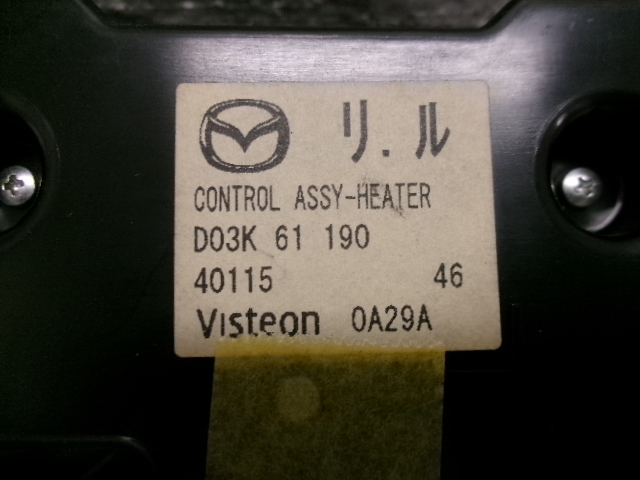 リ.ル
CONTROL ASSY-HEATER
D03K 61 190
40115 46
Visteon 0A29A